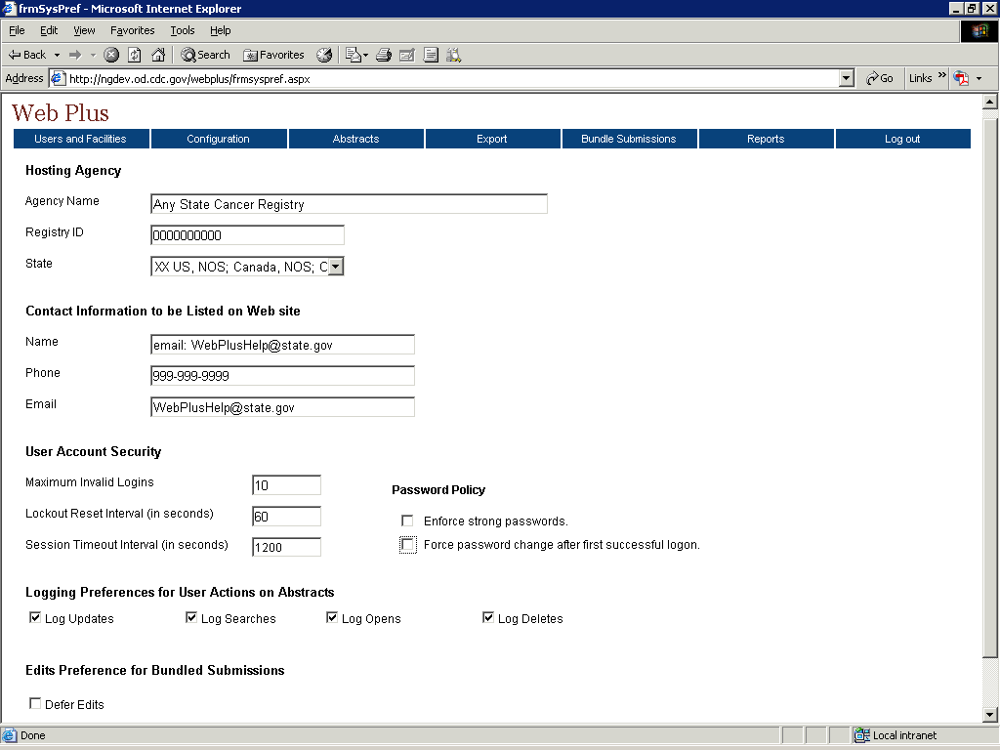 frmSysPref - Microsoft Internet Explorer
File Edit View Favorites Tools Help
Back Search Favorites
Address http://ngdev.od.cdc.gov/webplus/frmsyspref.aspx Go Links »
Web Plus
Users and Facilities Configuration Abstracts Export Bundle Submissions Reports Log out
Hosting Agency
Agency Name Any State Cancer Registry
Registry ID 0000000000
State XX US, NOS; Canada, NOS; C
Contact Information to be Listed on Web site
Name email: WebPlusHelp@state.gov
Phone 999-999-9999
Email WebPlusHelp@state.gov
User Account Security
Maximum Invalid Logins 10
Password Policy
Lockout Reset Interval (in seconds) 60
Enforce strong passwords.
Session Timeout Interval (in seconds) 1200
Force password change after first successful logon.
Logging Preferences for User Actions on Abstracts
Log Updates Log Searches Log Opens Log Deletes
Edits Preference for Bundled Submissions
Defer Edits
Done Local intranet